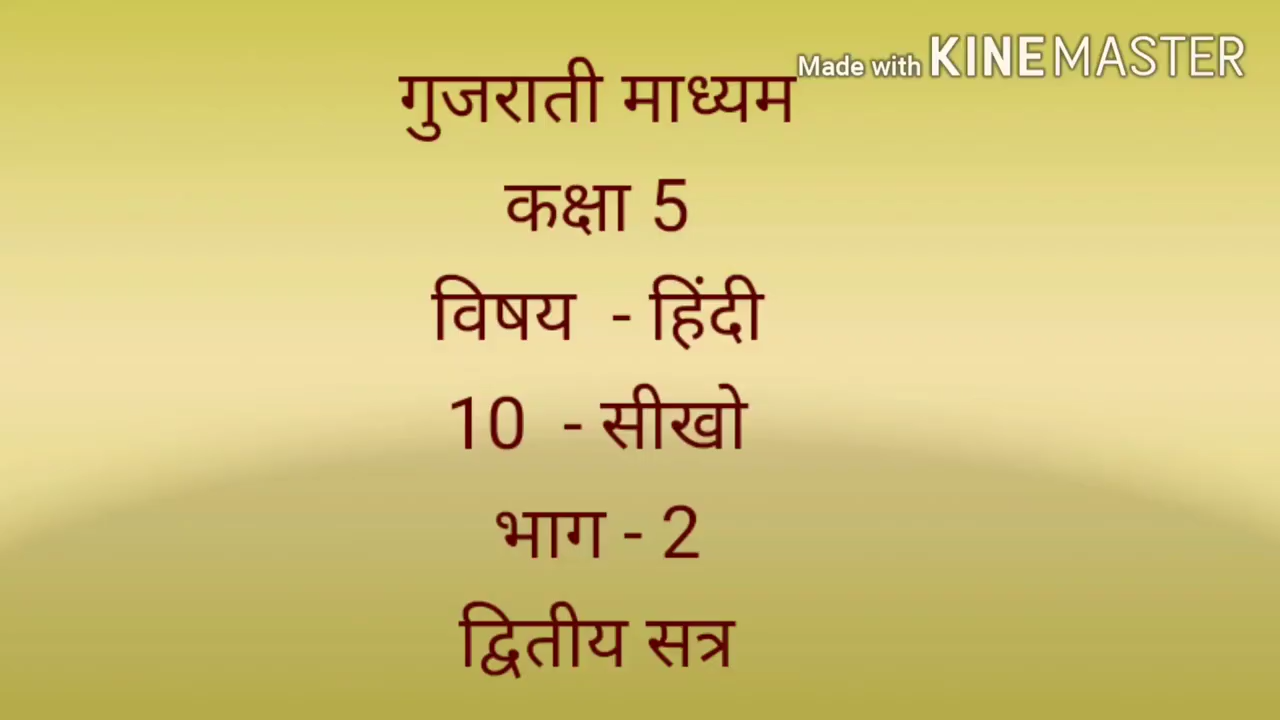 Made with KINEMASTER
गुजराती माध्यम
कक्षा 5
विषय - हिंदी
10 - सीखो
भाग - 2
द्वितीय सत्र